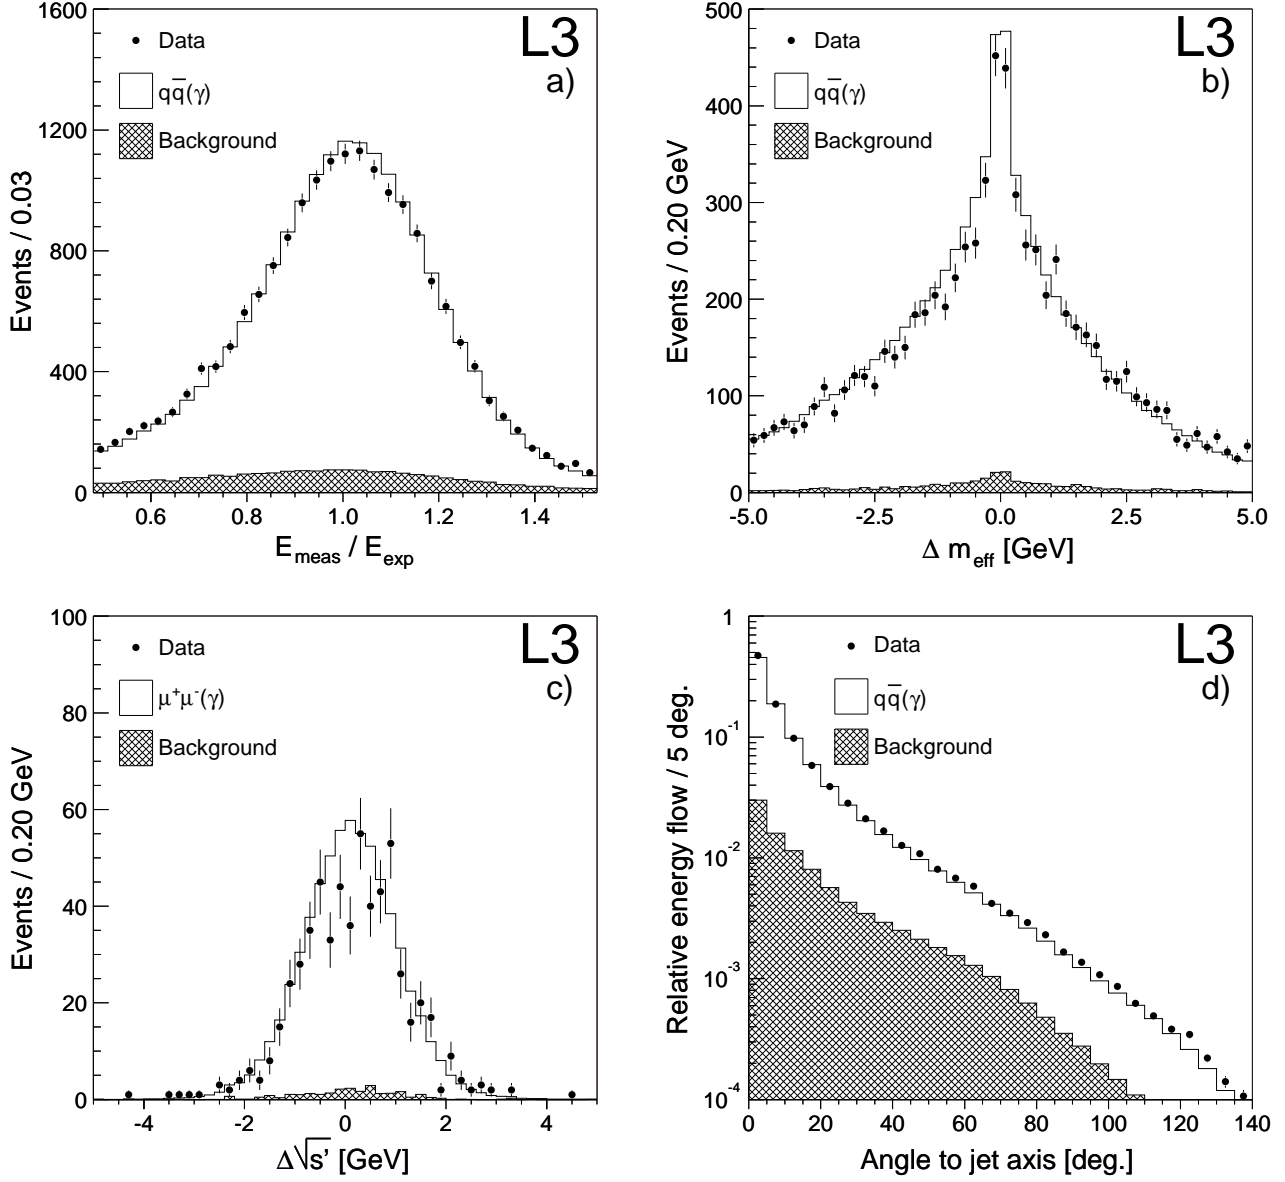 L3
a)
Data
qq̅(γ)
Background
Events / 0.03
0
400
800
1200
1600
0.6 0.8 1.0 1.2 1.4
E_meas / E_exp
L3
b)
Data
qq̅(γ)
Background
Events / 0.20 GeV
0
100
200
300
400
500
-5.0 -2.5 0.0 2.5 5.0
Δ m_eff [GeV]
L3
c)
Data
μ⁺μ⁻(γ)
Background
Events / 0.20 GeV
0
20
40
60
80
100
-4 -2 0 2 4
Δ√s’ [GeV]
L3
d)
Data
qq̅(γ)
Background
Relative energy flow / 5 deg.
10⁻⁴
10⁻³
10⁻²
10⁻¹
1
0 20 40 60 80 100 120 140
Angle to jet axis [deg.]